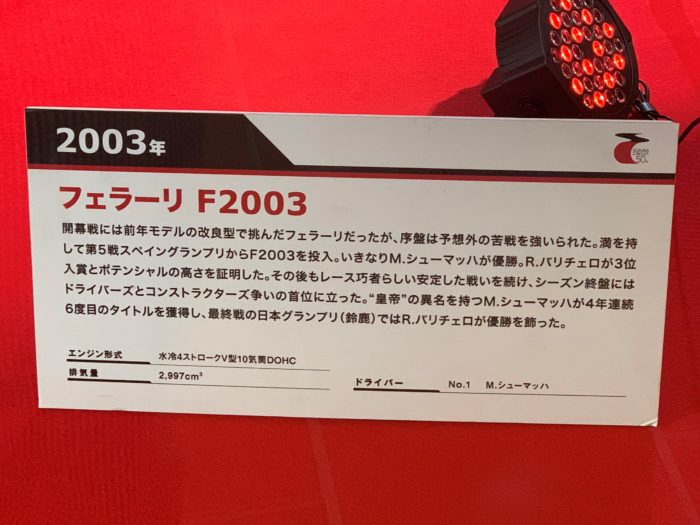 2003年
フェラーリ F2003
開幕戦には前年モデルの改良型で挑んだフェラーリだったが、序盤は予想外の苦戦を強いられた。満を持
して第5戦スペイングランプリからF2003を投入。いきなりM.シューマッハが優勝。R.バリチェロが3位
入賞とポテンシャルの高さを証明した。その後もレース巧者らしい安定した戦いを続け、シーズン終盤には
ドライバーズとコンストラクターズ争いの首位に立った。“皇帝”の異名を持つM.シューマッハが4年連続
6度目のタイトルを獲得し、最終戦の日本グランプリ(鈴鹿)ではR.バリチェロが優勝を飾った。
エンジン形式 水冷4ストロークV型10気筒DOHC
排気量 2,997cm³
ドライバー No.1 M.シューマッハ